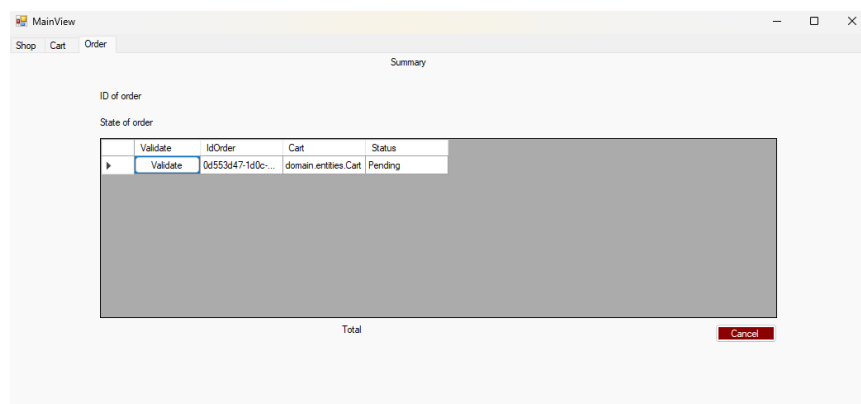 MainView
Shop Cart Order
Summary
ID of order
State of order
Validate IdOrder Cart Status
Validate 0d553d47-1d0c-... domain.entities.Cart Pending
Total
Cancel